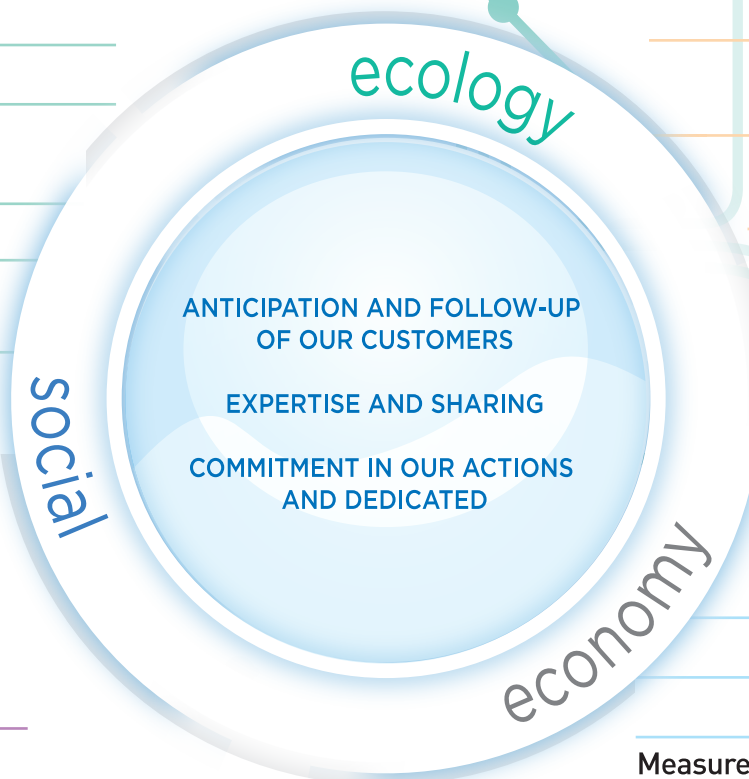 ecology
ANTICIPATION AND FOLLOW-UP
OF OUR CUSTOMERS
EXPERTISE AND SHARING
COMMITMENT IN OUR ACTIONS
AND DEDICATED
social
economy
Measure